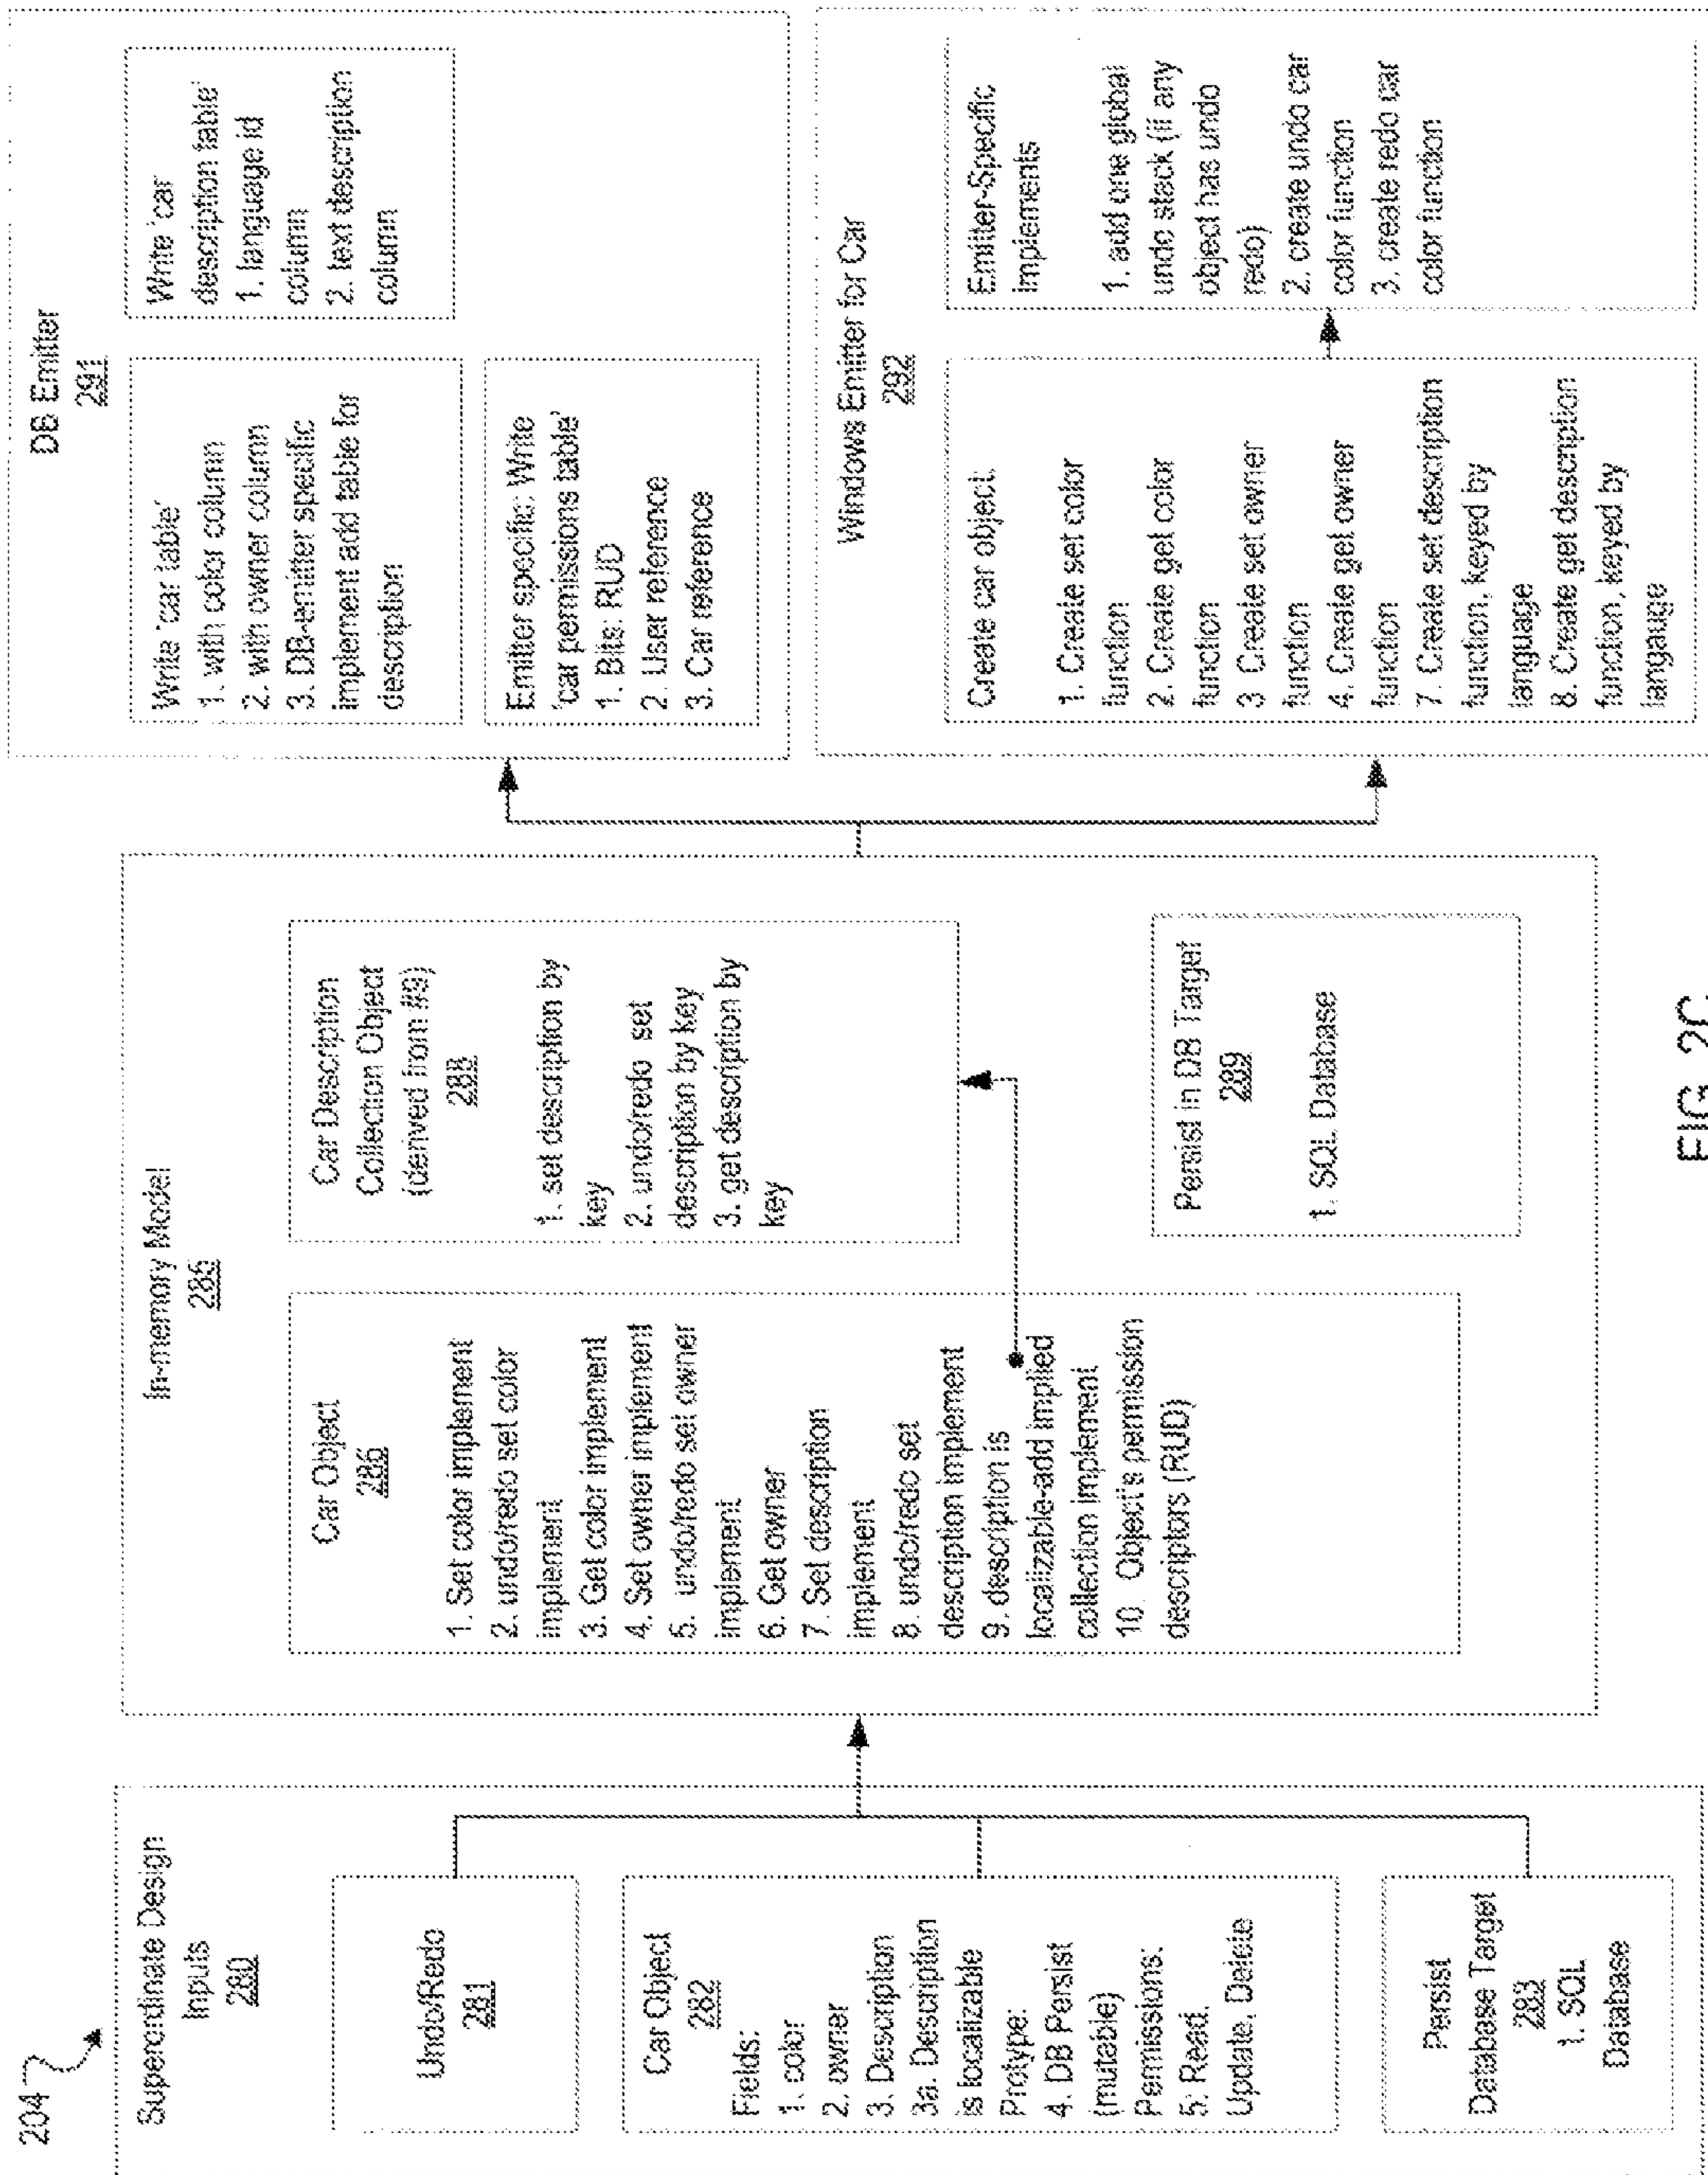 204
Superordinate Design
Inputs
280
Undo/Redo
281
Car Object
282
Fields:
1. color
2. owner
3. Description
3a. Description
is localizable
Protype:
4. DB Persist
(mutable)
Permissions:
5. Read,
Update, Delete
Persist
Database Target
283
1. SQL
Database
In-memory Model
285
Car Object
286
1. Set color implement
2. undo/redo set color
implement
3. Get color implement
4. Set owner implement
5. undo/redo set owner
implement
6. Get owner
7. Set description
implement
8. undo/redo set
description implement
9. description is
localizable-add implied
collection implement
10. Object's permission
descriptors (RUD)
Car Description
Collection Object
(derived from #9)
288
1. set description by
key
2. undo/redo set
description by key
3. get description by
key
Persist in DB Target
289
1. SQL Database
DB Emitter
291
Write 'car table'
1. with color column
2. with owner column
3. DB-emitter specific
implement add table for
description
Write 'car
description table'
1. language id
column
2. text description
column
Emitter specific: Write
'car permissions table'
1. Bits: RUD
2. User reference
3. Car reference
Windows Emitter for Car
292
Create car object:
1. Create set color
function
2. Create get color
function
3. Create set owner
function
4. Create get owner
function
7. Create set description
function, keyed by
language
8. Create get description
function, keyed by
langauge
Emitter-Specific
Implements
1. add one global
undo stack (if any
object has undo
redo)
2. create undo car
color function
3. create redo car
color function
FIG. 2C